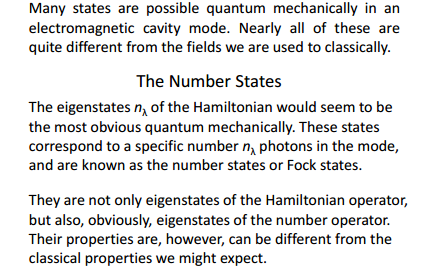 Many states are possible quantum mechanically in an
electromagnetic cavity mode. Nearly all of these are
quite different from the fields we are used to classically.
The Number States
The eigenstates nλ of the Hamiltonian would seem to be
the most obvious quantum mechanically. These states
correspond to a specific number nλ photons in the mode,
and are known as the number states or Fock states.
They are not only eigenstates of the Hamiltonian operator,
but also, obviously, eigenstates of the number operator.
Their properties are, however, can be different from the
classical properties we might expect.